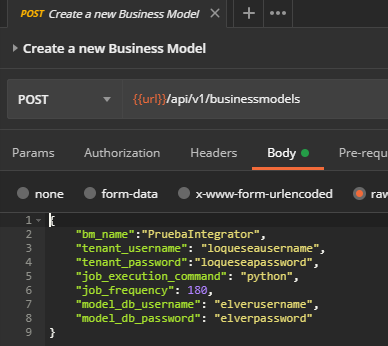 POST Create a new Business Model
Create a new Business Model
POST {{url}}/api/v1/businessmodels
Params Authorization Headers Body Pre-requ
none form-data x-www-form-urlencoded raw
1 {
2 "bm_name":"PruebaIntegrator",
3 "tenant_username": "loqueseausername",
4 "tenant_password":"loqueseapassword",
5 "job_execution_command": "python",
6 "job_frequency": 180,
7 "model_db_username": "elverusername",
8 "model_db_password": "elverpassword"
9 }